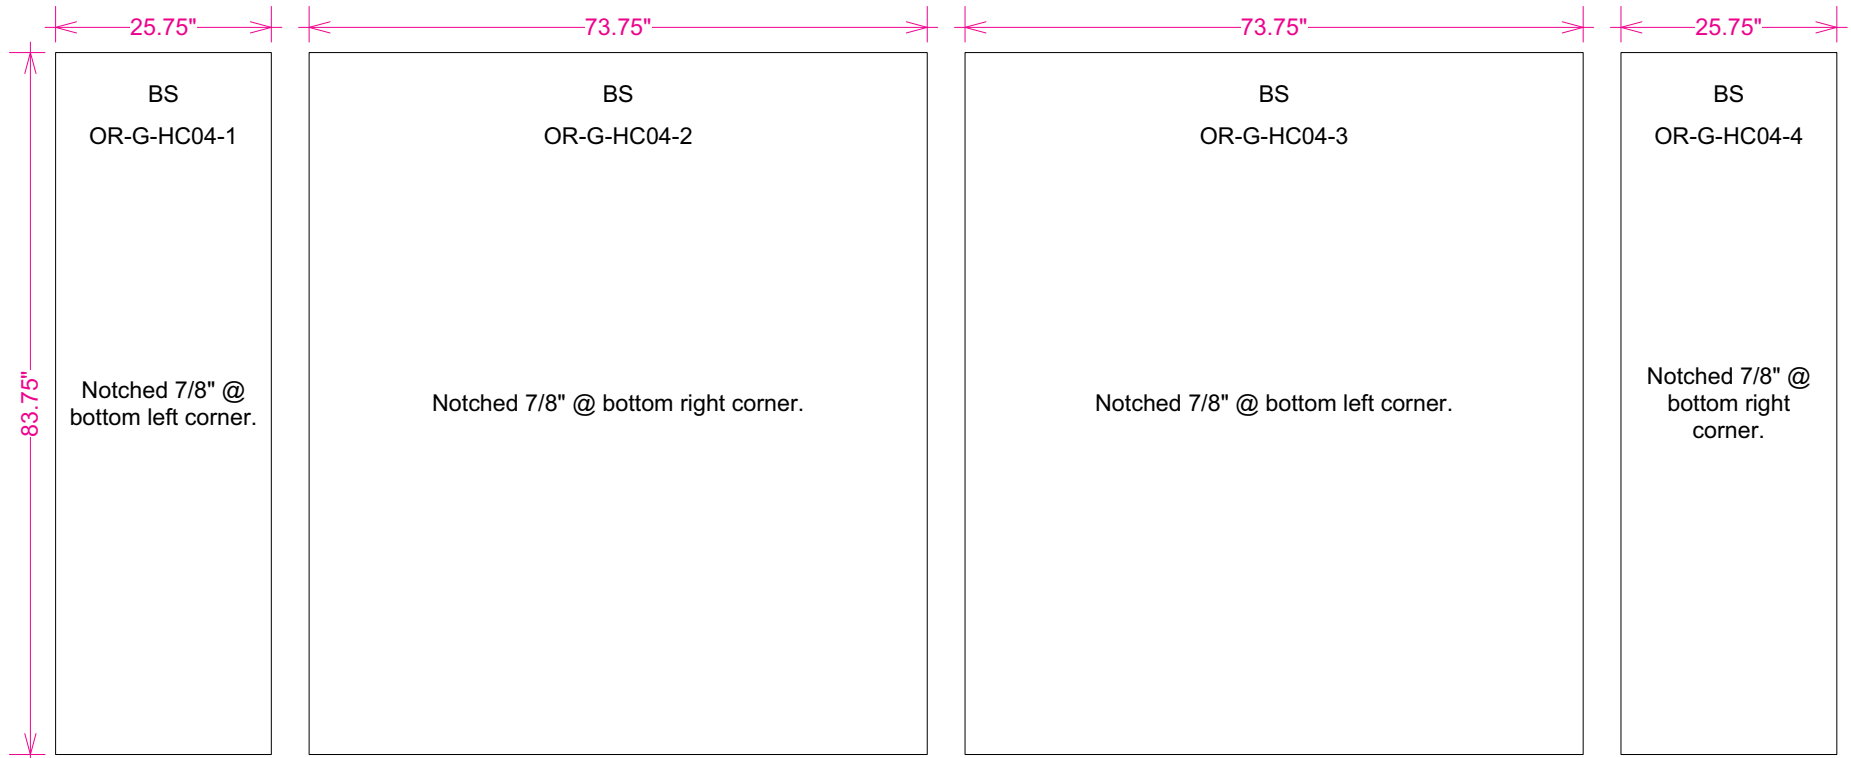 25.75"
73.75"
73.75"
25.75"
83.75"
BS
OR-G-HC04-1
Notched 7/8" @
bottom left corner.
BS
OR-G-HC04-2
Notched 7/8" @ bottom right corner.
BS
OR-G-HC04-3
Notched 7/8" @ bottom left corner.
BS
OR-G-HC04-4
Notched 7/8" @
bottom right
corner.